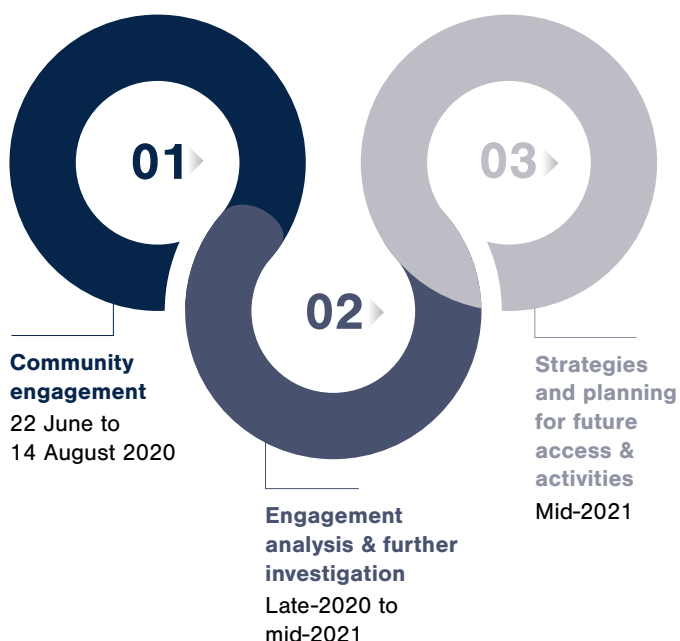 01
Community
engagement
22 June to
14 August 2020
02
Engagement
analysis & further
investigation
Late-2020 to
mid-2021
03
Strategies
and planning
for future
access &
activities
Mid-2021